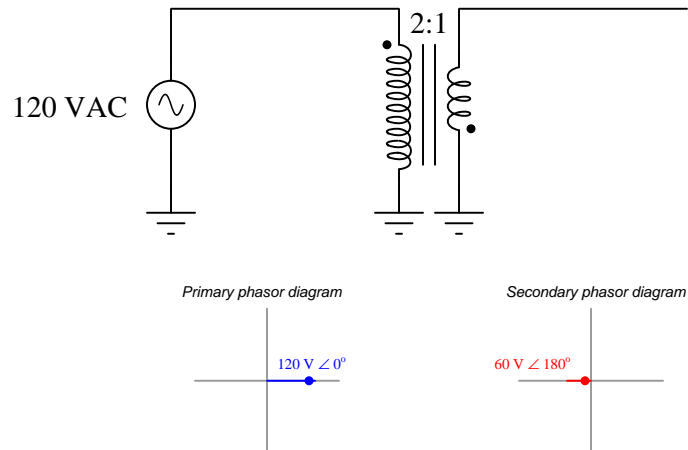 2:1
120 VAC
Primary phasor diagram
Secondary phasor diagram
120 V ∠ 0°
60 V ∠ 180°